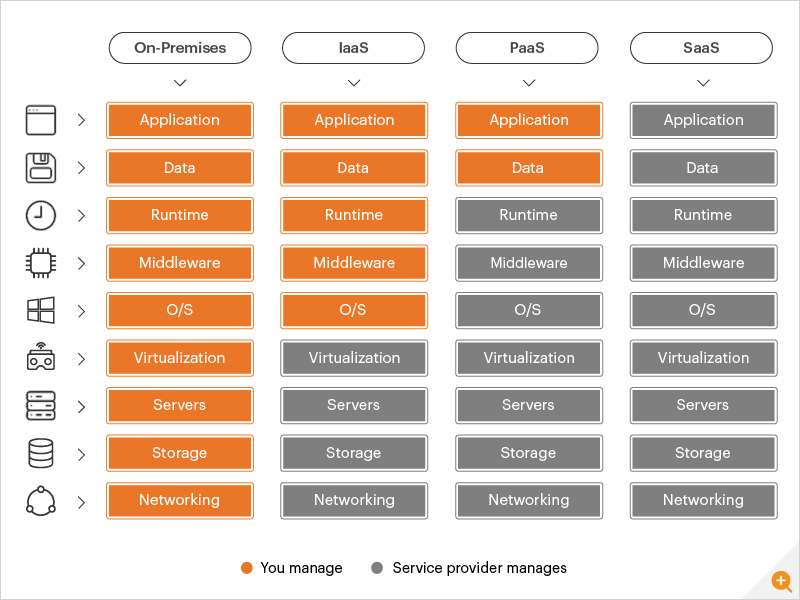 On-Premises IaaS PaaS SaaS
Application Application Application Application
Data Data Data Data
Runtime Runtime Runtime Runtime
Middleware Middleware Middleware Middleware
O/S O/S O/S O/S
Virtualization Virtualization Virtualization Virtualization
Servers Servers Servers Servers
Storage Storage Storage Storage
Networking Networking Networking Networking
You manage Service provider manages